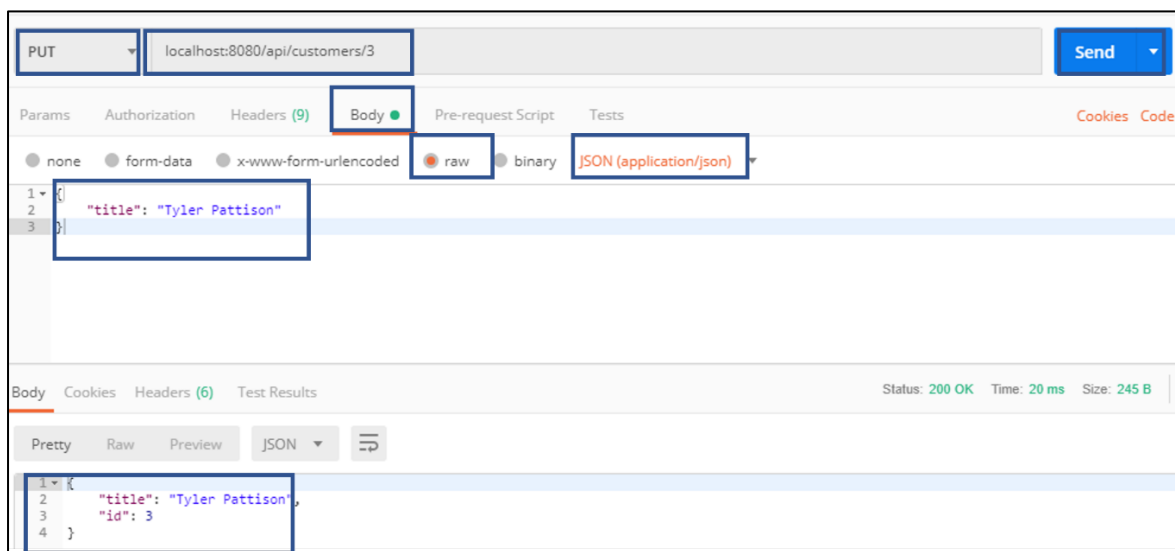 PUT localhost:8080/api/customers/3 Send
Params Authorization Headers (9) Body Pre-request Script Tests Cookies Code
none form-data x-www-form-urlencoded raw binary JSON (application/json)
1 {
2 "title": "Tyler Pattison"
3 }
Body Cookies Headers (6) Test Results Status: 200 OK Time: 20 ms Size: 245 B
Pretty Raw Preview JSON
1 {
2 "title": "Tyler Pattison",
3 "id": 3
4 }